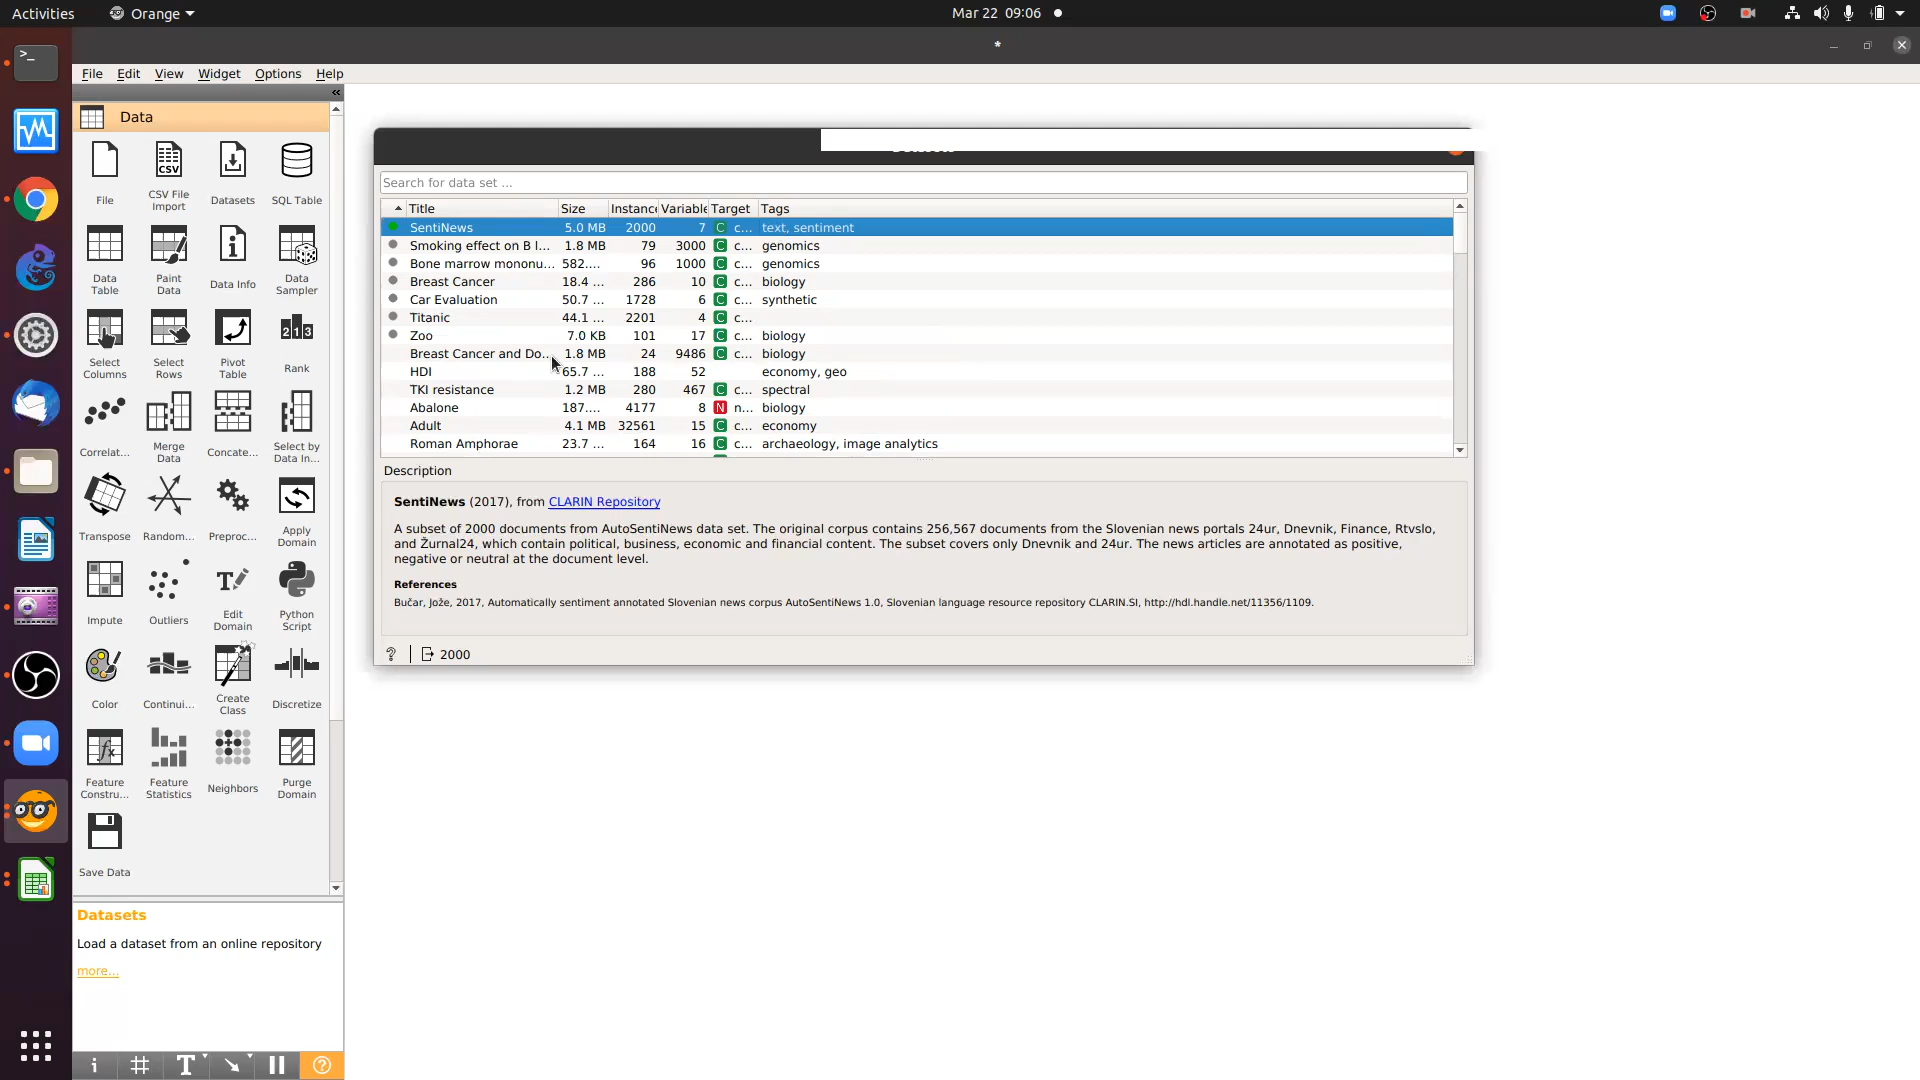 Activities
Orange
Mar 22 09:06
*
File Edit View Widget Options Help
«
Data
File
CSV File
Import
Datasets
SQL Table
Data
Table
Paint
Data
Data Info
Data
Sampler
Select
Columns
Select
Rows
Pivot
Table
Rank
Correlat...
Merge
Data
Concate...
Select by
Data In...
Transpose
Random...
Preproc...
Apply
Domain
Impute
Outliers
Edit
Domain
Python
Script
Color
Continui...
Create
Class
Discretize
Feature
Constru...
Feature
Statistics
Neighbors
Purge
Domain
Save Data
Datasets
Load a dataset from an online repository
more...
Search for data set ...
Title Size Instanc Variable Target Tags
SentiNews 5.0 MB 2000 7 C c... text, sentiment
Smoking effect on B l... 1.8 MB 79 3000 C c... genomics
Bone marrow mononu... 582.... 96 1000 C c... genomics
Breast Cancer 18.4 ... 286 10 C c... biology
Car Evaluation 50.7 ... 1728 6 C c... synthetic
Titanic 44.1 ... 2201 4 C c...
Zoo 7.0 KB 101 17 C c... biology
Breast Cancer and Do... 1.8 MB 24 9486 C c... biology
HDI 65.7 ... 188 52 economy, geo
TKI resistance 1.2 MB 280 467 C c... spectral
Abalone 187.... 4177 8 N n... biology
Adult 4.1 MB 32561 15 C c... economy
Roman Amphorae 23.7 ... 164 16 C c... archaeology, image analytics
Description
SentiNews (2017), from CLARIN Repository
A subset of 2000 documents from AutoSentiNews data set. The original corpus contains 256,567 documents from the Slovenian news portals 24ur, Dnevnik, Finance, Rtvslo,
and Žurnal24, which contain political, business, economic and financial content. The subset covers only Dnevnik and 24ur. The news articles are annotated as positive,
negative or neutral at the document level.
References
Bučar, Jože, 2017, Automatically sentiment annotated Slovenian news corpus AutoSentiNews 1.0, Slovenian language resource repository CLARIN.SI, http://hdl.handle.net/11356/1109.
? 2000